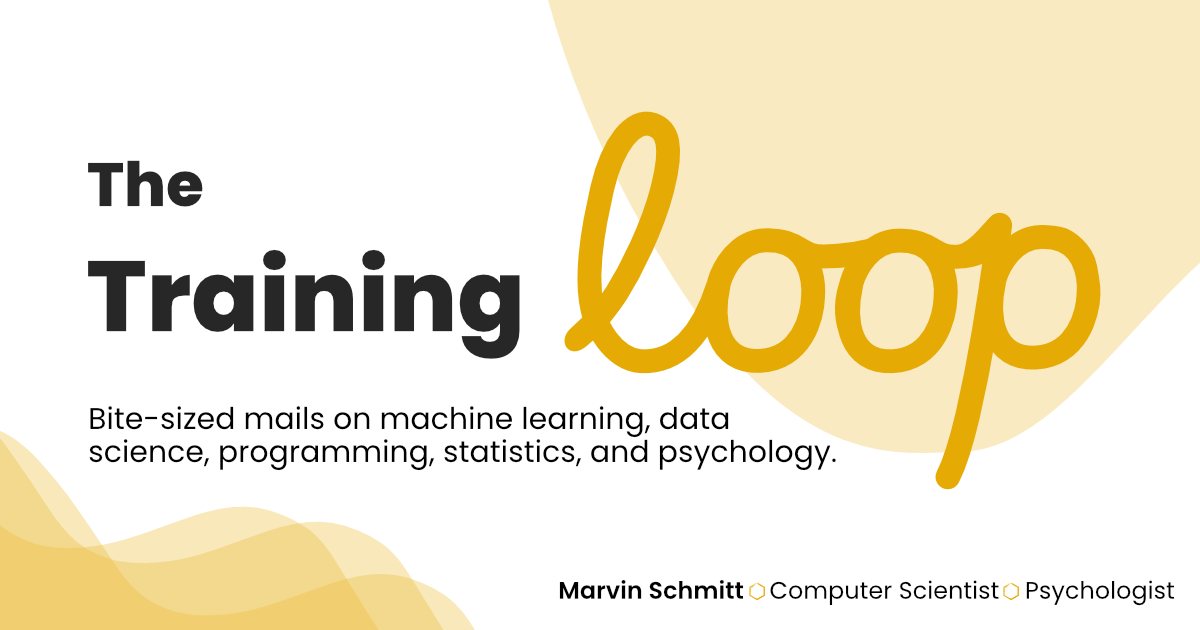 The
Training loop
Bite-sized mails on machine learning, data
science, programming, statistics, and psychology.
Marvin Schmitt Computer Scientist Psychologist